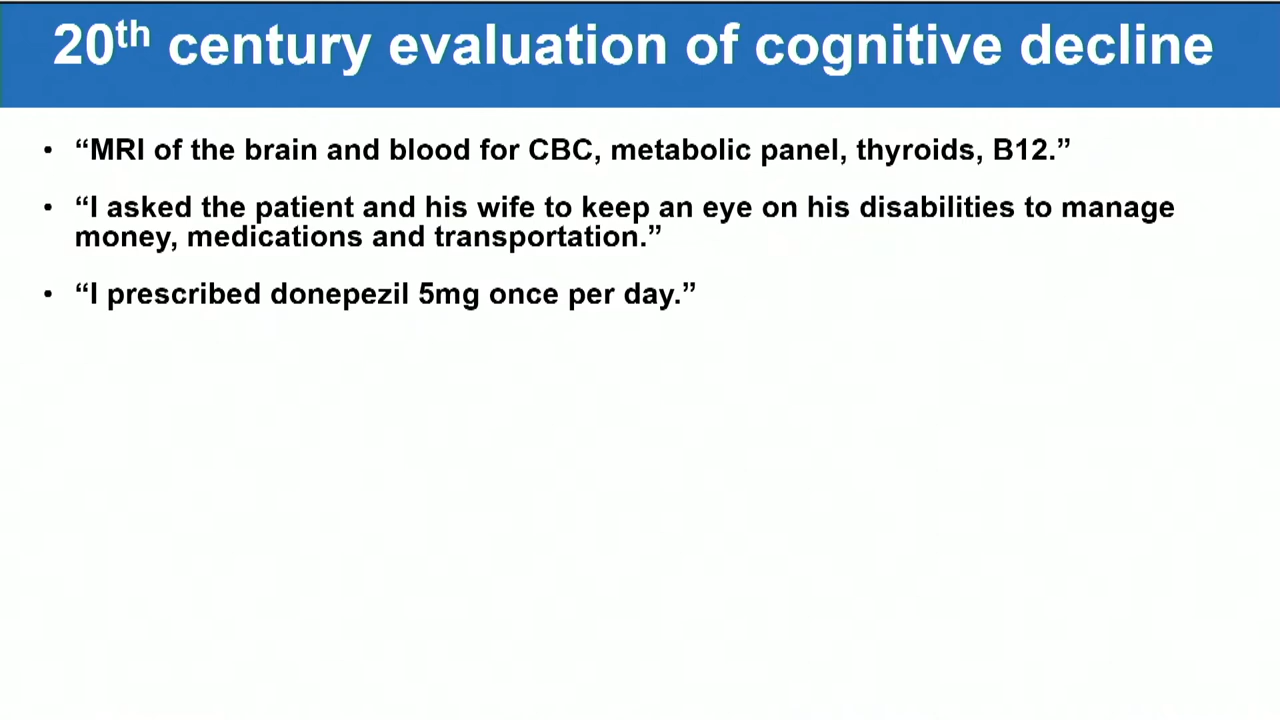 20th century evaluation of cognitive decline
• “MRI of the brain and blood for CBC, metabolic panel, thyroids, B12.”
• “I asked the patient and his wife to keep an eye on his disabilities to manage
money, medications and transportation.”
• “I prescribed donepezil 5mg once per day.”